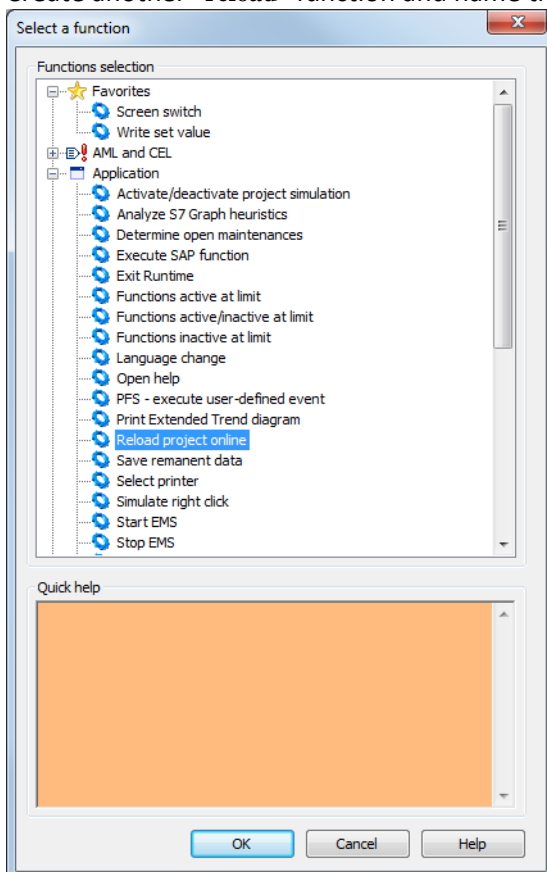 Select a function
Functions selection
Favorites
Screen switch
Write set value
AML and CEL
Application
Activate/deactivate project simulation
Analyze S7 Graph heuristics
Determine open maintenances
Execute SAP function
Exit Runtime
Functions active at limit
Functions active/inactive at limit
Functions inactive at limit
Language change
Open help
PFS - execute user-defined event
Print Extended Trend diagram
Reload project online
Save remanent data
Select printer
Simulate right click
Start EMS
Stop EMS
Quick help
OK Cancel Help